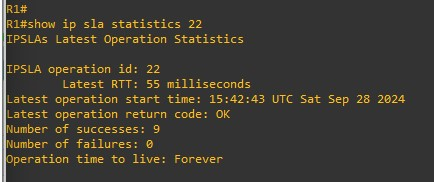 R1#
R1#show ip sla statistics 22
IPSLAs Latest Operation Statistics
IPSLA operation id: 22
Latest RTT: 55 milliseconds
Latest operation start time: 15:42:43 UTC Sat Sep 28 2024
Latest operation return code: OK
Number of successes: 9
Number of failures: 0
Operation time to live: Forever